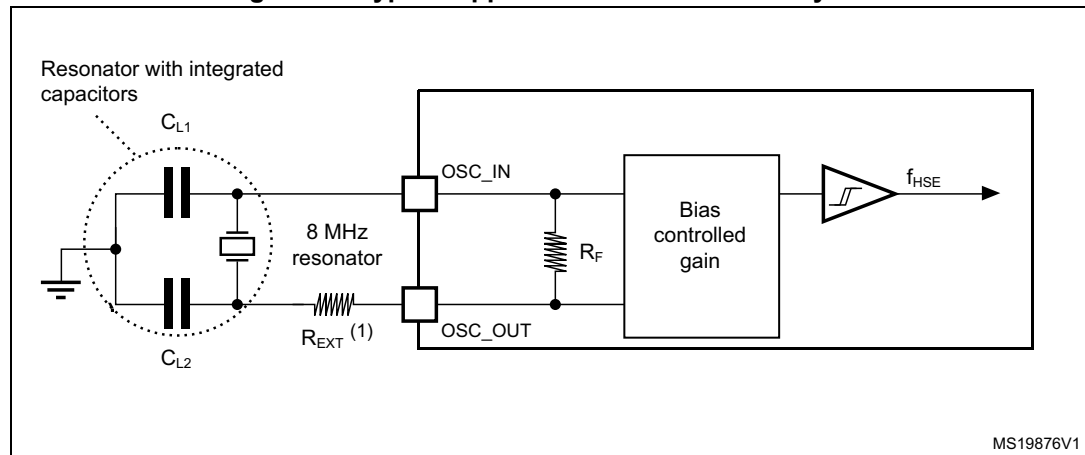 Resonator with integrated
capacitors
CL1
OSC_IN
fHSE
8 MHz
resonator
RF
Bias
controlled
gain
REXT (1)
OSC_OUT
CL2
MS19876V1